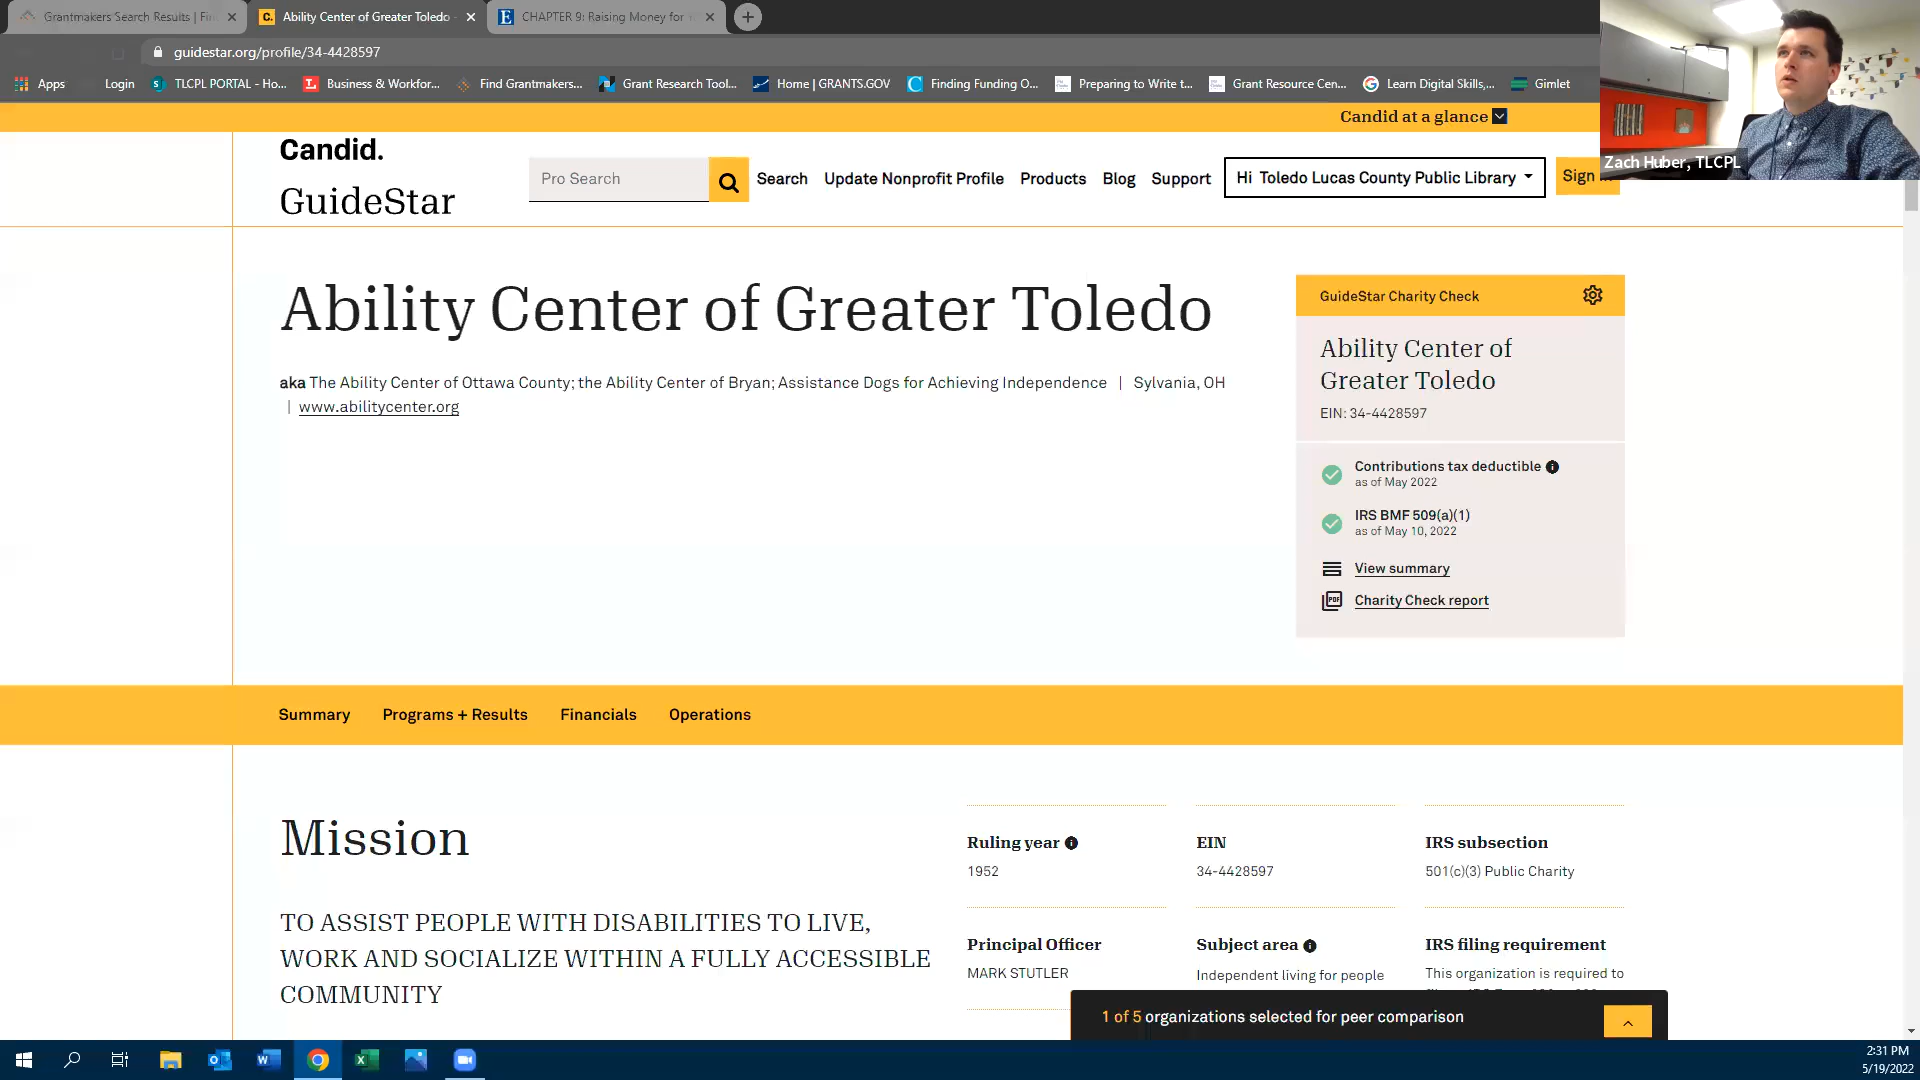 Grantmakers Search Results | Fin
Ability Center of Greater Toledo
CHAPTER 9: Raising Money for
guidestar.org/profile/34-4428597
Apps
Login
TLCPL PORTAL - Ho...
Business & Workfor...
Find Grantmakers...
Grant Research Tool...
Home | GRANTS.GOV
Finding Funding O...
Preparing to Write t...
Grant Resource Cen...
Learn Digital Skills,...
Gimlet
Zach Huber, TLCPL
Candid at a glance
Candid.
GuideStar
Pro Search
Search
Update Nonprofit Profile
Products
Blog
Support
Hi Toledo Lucas County Public Library
Sign
Ability Center of Greater Toledo
aka The Ability Center of Ottawa County; the Ability Center of Bryan; Assistance Dogs for Achieving Independence | Sylvania, OH
| www.abilitycenter.org
GuideStar Charity Check
Ability Center of
Greater Toledo
EIN: 34-4428597
Contributions tax deductible
as of May 2022
IRS BMF 509(a)(1)
as of May 10, 2022
View summary
PDF
Charity Check report
Summary
Programs + Results
Financials
Operations
Mission
TO ASSIST PEOPLE WITH DISABILITIES TO LIVE,
WORK AND SOCIALIZE WITHIN A FULLY ACCESSIBLE
COMMUNITY
Ruling year
1952
EIN
34-4428597
IRS subsection
501(c)(3) Public Charity
Principal Officer
MARK STUTLER
Subject area
Independent living for people
IRS filing requirement
This organization is required to
1 of 5 organizations selected for peer comparison
2:31 PM
5/19/2022